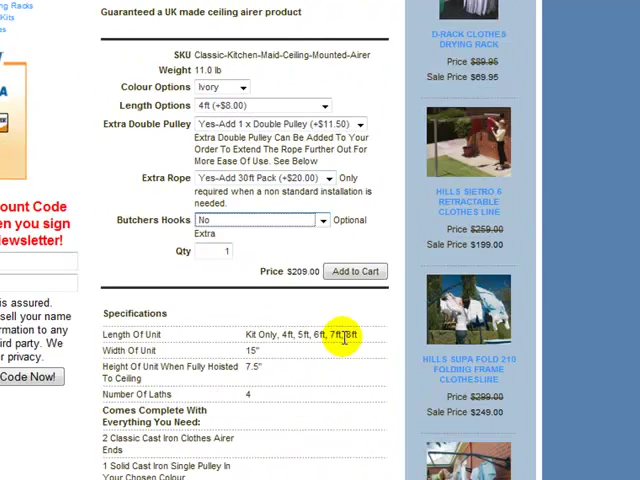 ng Racks
Kits
es
A
ount Code
en you sign
ewsletter!
is assured.
sell your name
rmation to any
d party. We
r privacy.
Code Now!
Guaranteed a UK made ceiling airer product
SKU Classic-Kitchen-Maid-Ceiling-Mounted-Airer
Weight 11.0 lb
Colour Options Ivory
Length Options 4ft (+$8.00)
Extra Double Pulley Yes-Add 1 x Double Pulley (+$11.50)
Extra Double Pulley Can Be Added To Your
Order To Extend The Rope Further Out For
More Ease Of Use. See Below
Extra Rope Yes-Add 30ft Pack (+$20.00) Only
required when a non standard installation is
needed.
Butchers Hooks No Optional
Extra
Qty 1
Price $209.00 Add to Cart
Specifications
Length Of Unit Kit Only, 4ft, 5ft, 6ft, 7ft, 8ft
Width Of Unit 15"
Height Of Unit When Fully Hoisted 7.5"
To Ceiling
Number Of Laths 4
Comes Complete With
Everything You Need:
2 Classic Cast Iron Clothes Airer
Ends
1 Solid Cast Iron Single Pulley In
Your Chosen Colour
D-RACK CLOTHES
DRYING RACK
Price $89.95
Sale Price $69.95
HILLS SIETRO 6
RETRACTABLE
CLOTHES LINE
Price $259.00
Sale Price $199.00
HILLS SUPA FOLD 210
FOLDING FRAME
CLOTHESLINE
Price $299.00
Sale Price $249.00